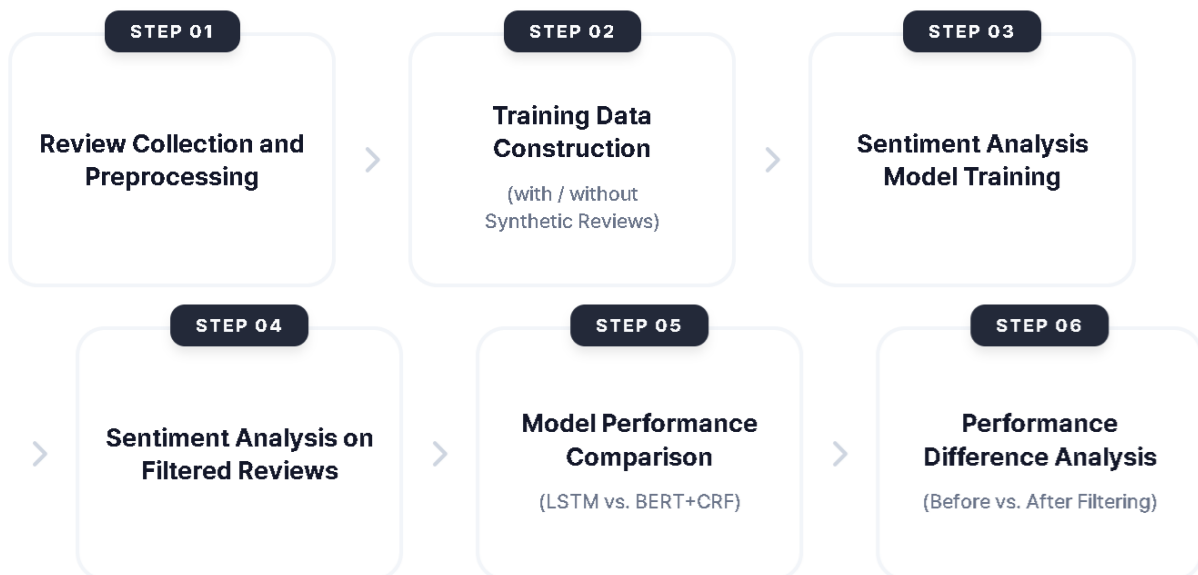 STEP 01
Review Collection and
Preprocessing
STEP 02
Training Data
Construction
(with / without
Synthetic Reviews)
STEP 03
Sentiment Analysis
Model Training
STEP 04
Sentiment Analysis on
Filtered Reviews
STEP 05
Model Performance
Comparison
(LSTM vs. BERT+CRF)
STEP 06
Performance
Difference Analysis
(Before vs. After Filtering)